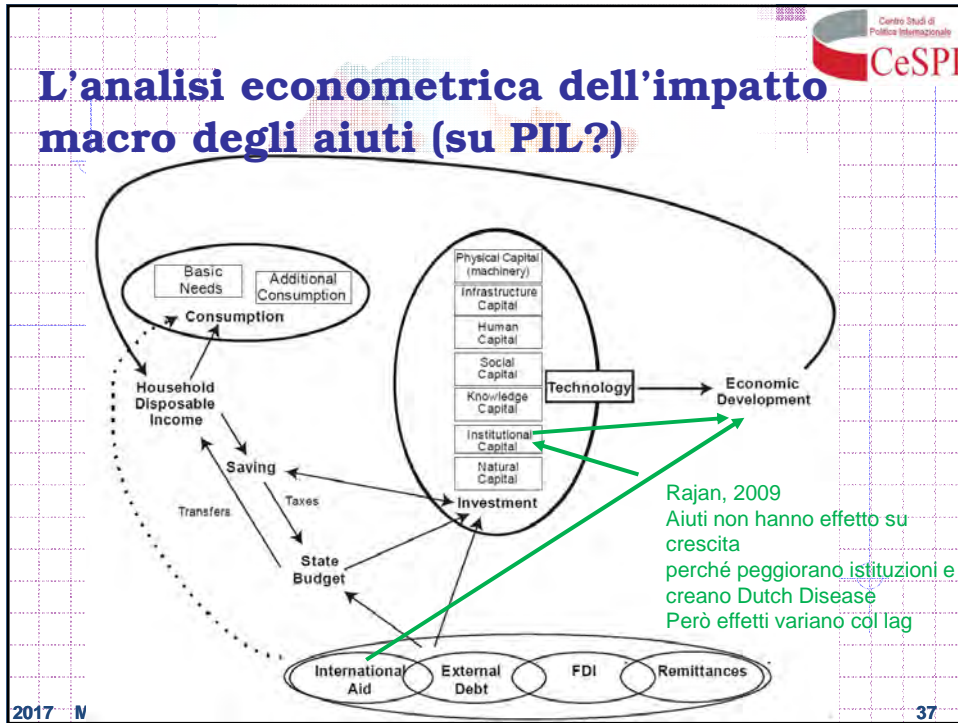 Centro Studi di
Politica Internazionale
CeSPI
L'analisi econometrica dell'impatto
macro degli aiuti (su PIL?)
Basic
Needs
Additional
Consumption
Consumption
Physical Capital
(machinery)
Infrastructure
Capital
Human
Capital
Social
Capital
Knowledge
Capital
Institutional
Capital
Natural
Capital
Investment
Technology
Economic
Development
Household
Disposable
Income
Saving
Transfers
Taxes
State
Budget
Rajan, 2009
Aiuti non hanno effetto su
crescita
perché peggiorano istituzioni e
creano Dutch Disease
Però effetti variano col lag
International
Aid
External
Debt
FDI
Remittances
2017 M
37